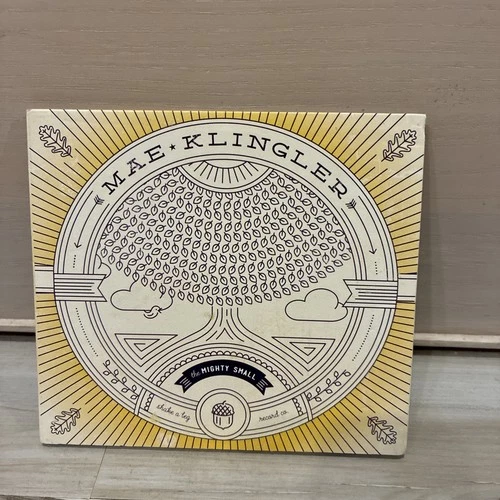 MAE★KLINGLER
the MIGHTY SMALL
shake a leg record co.